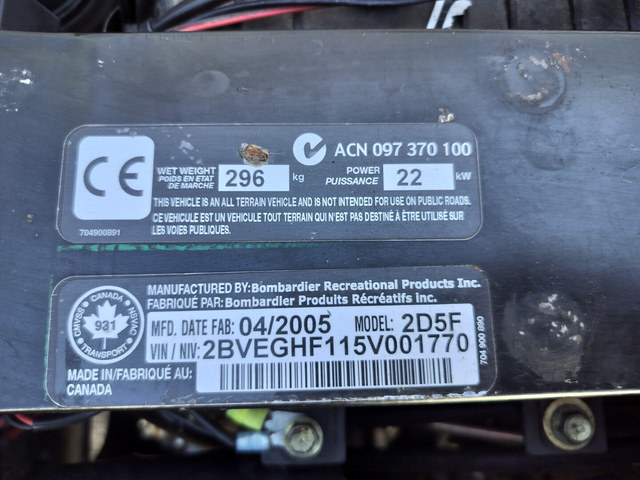 CE
ACN 097 370 100
WET WEIGHT
POIDS EN ETAT
DE MARCHE
296 kg
POWER
PUISSANCE
22 kW
THIS VEHICLE IS AN ALL TERRAIN VEHICLE AND IS NOT INTENDED FOR USE ON PUBLIC ROADS.
CE VEHICULE EST UN VEHICULE TOUT TERRAIN QUI N'EST PAS DESTINÉ À ÊTRE UTILISÉ SUR
LES VOIES PUBLIQUES.
704900891
CANADA
CMVSS
NSVAC
931
TRANSPORT
MANUFACTURED BY: Bombardier Recreational Products Inc.
FABRIQUÉ PAR: Bombardier Produits Récréatifs inc.
MFD. DATE FAB: 04/2005 MODEL: 2D5F
VIN / NIV: 2BVEGHF115V001770
MADE IN/FABRIQUÉ AU:
CANADA
704 900 890